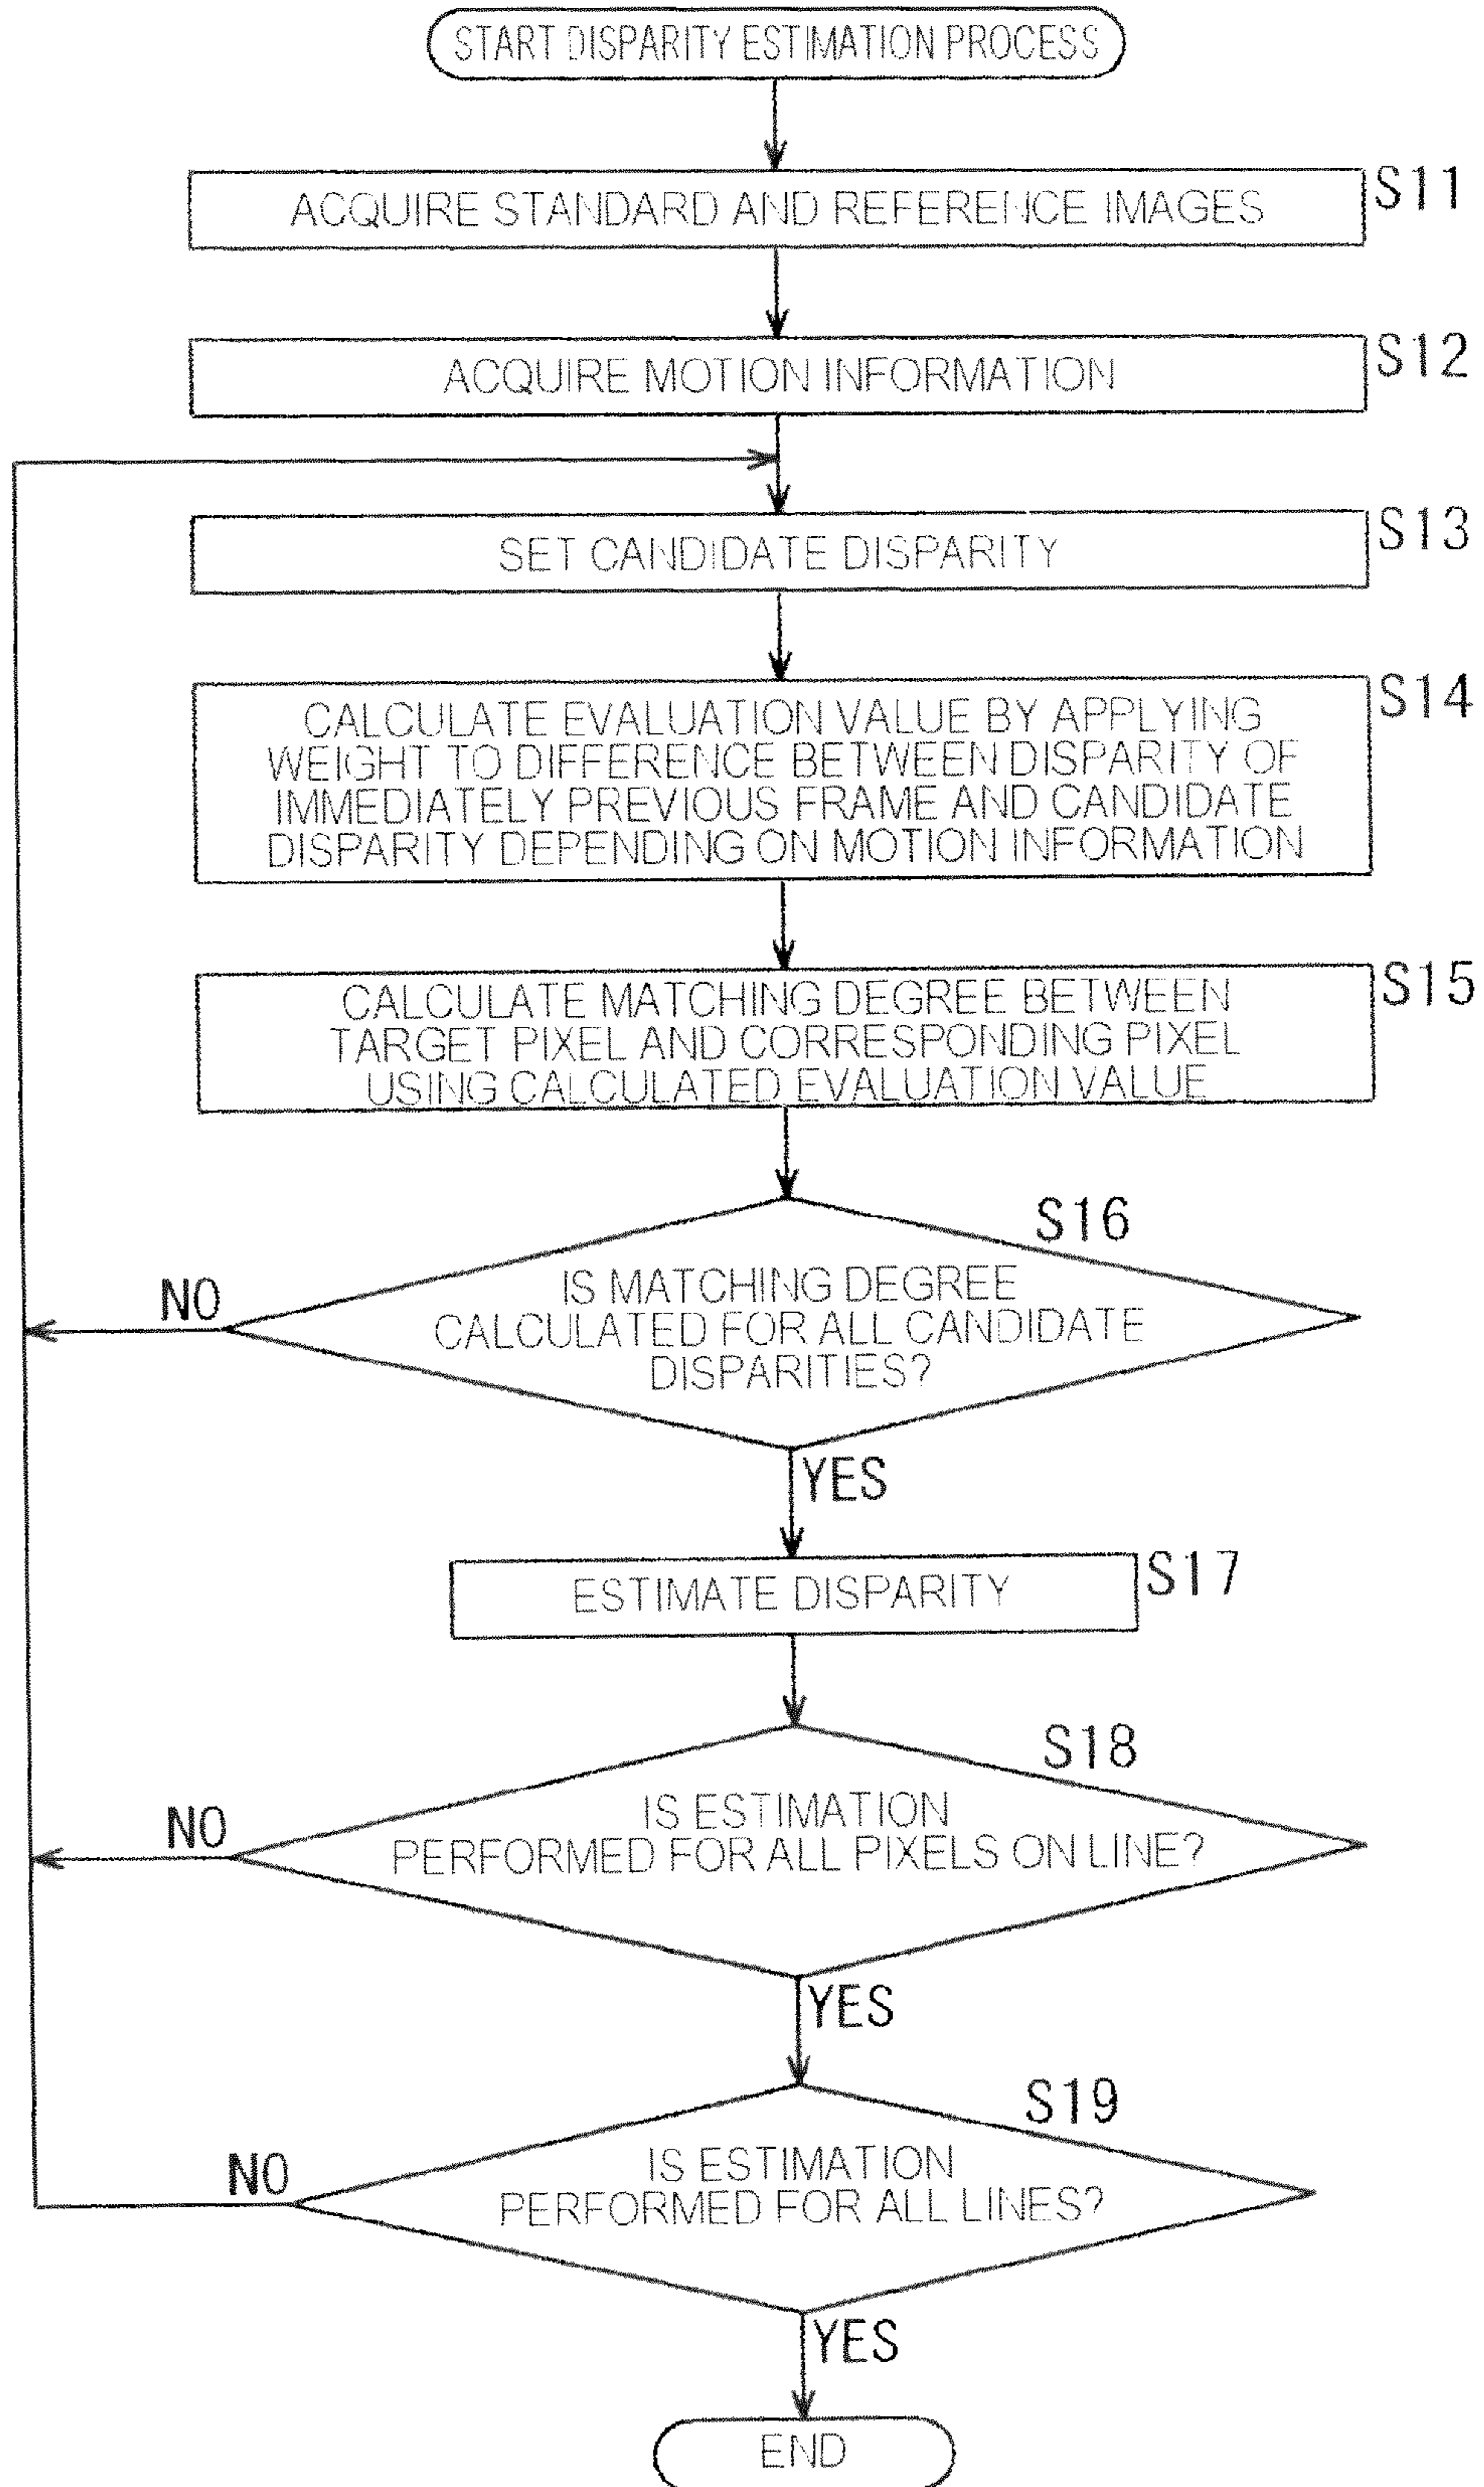 START DISPARITY ESTIMATION PROCESS
ACQUIRE STANDARD AND REFERENCE IMAGES
S11
ACQUIRE MOTION INFORMATION
S12
SET CANDIDATE DISPARITY
S13
CALCULATE EVALUATION VALUE BY APPLYING
WEIGHT TO DIFFERENCE BETWEEN DISPARITY OF
IMMEDIATELY PREVIOUS FRAME AND CANDIDATE
DISPARITY DEPENDING ON MOTION INFORMATION
S14
CALCULATE MATCHING DEGREE BETWEEN
TARGET PIXEL AND CORRESPONDING PIXEL
USING CALCULATED EVALUATION VALUE
S15
S16
NO
IS MATCHING DEGREE
CALCULATED FOR ALL CANDIDATE
DISPARITIES?
YES
ESTIMATE DISPARITY
S17
S18
NO
IS ESTIMATION
PERFORMED FOR ALL PIXELS ON LINE?
YES
S19
NO
IS ESTIMATION
PERFORMED FOR ALL LINES?
YES
END